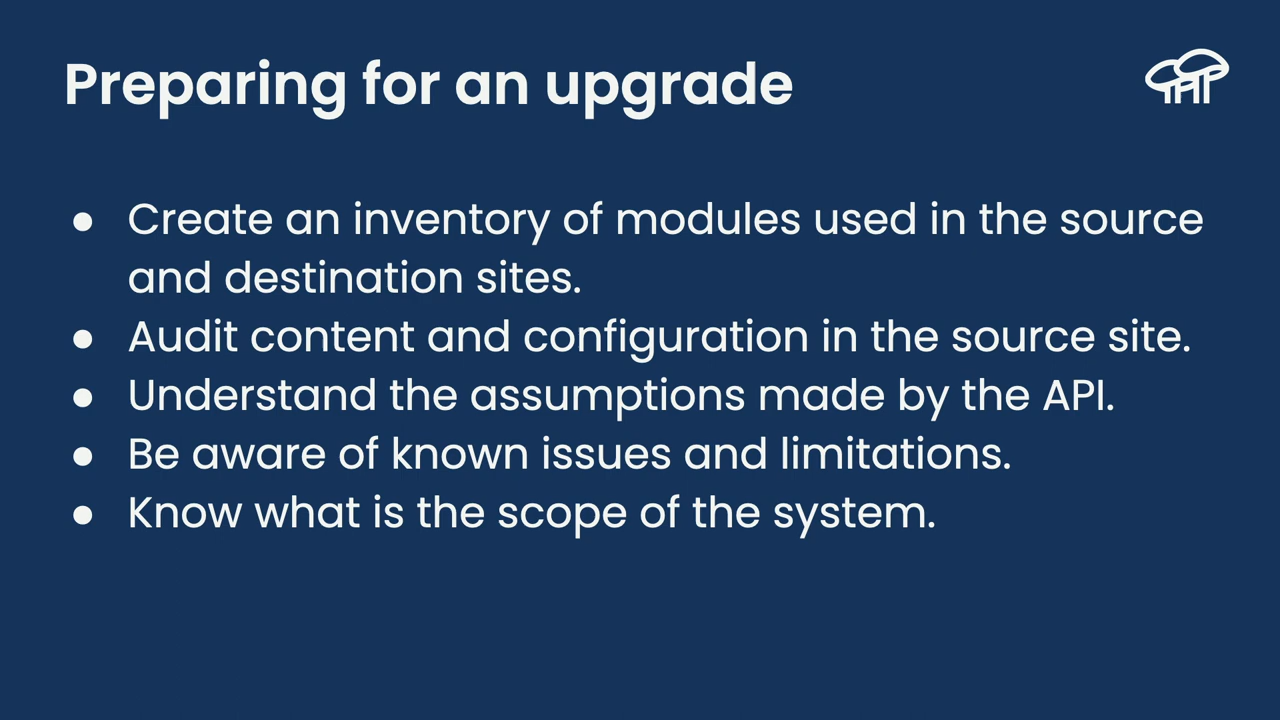 Preparing for an upgrade
● Create an inventory of modules used in the source
and destination sites.
● Audit content and configuration in the source site.
● Understand the assumptions made by the API.
● Be aware of known issues and limitations.
● Know what is the scope of the system.